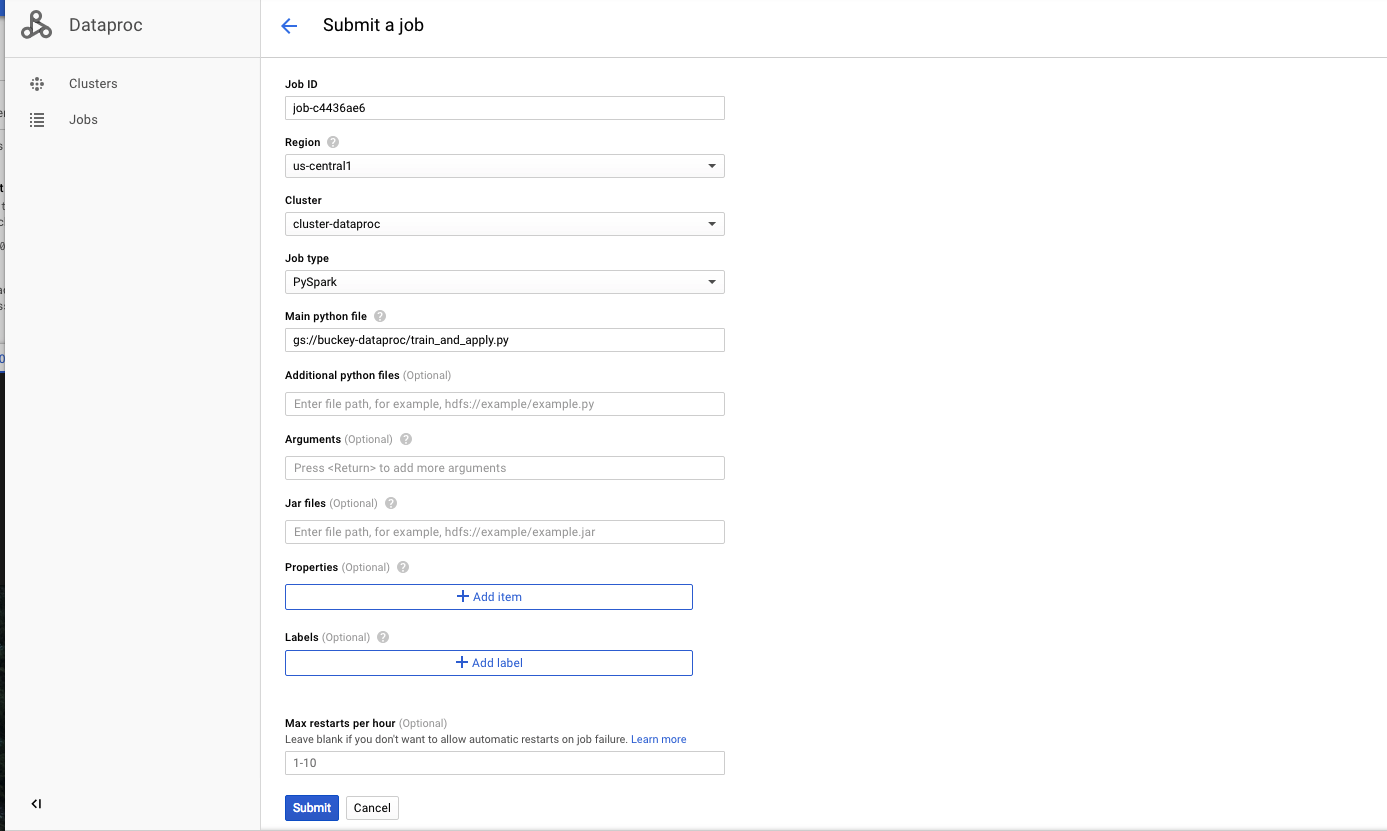 Dataproc
Submit a job
Clusters
Jobs
Job ID
job-c4436ae6
Region ?
us-central1
Cluster
cluster-dataproc
Job type
PySpark
Main python file ?
gs://buckey-dataproc/train_and_apply.py
Additional python files (Optional)
Enter file path, for example, hdfs://example/example.py
Arguments (Optional) ?
Press <Return> to add more arguments
Jar files (Optional) ?
Enter file path, for example, hdfs://example/example.jar
Properties (Optional) ?
+ Add item
Labels (Optional) ?
+ Add label
Max restarts per hour (Optional)
Leave blank if you don't want to allow automatic restarts on job failure. Learn more
1-10
Submit Cancel